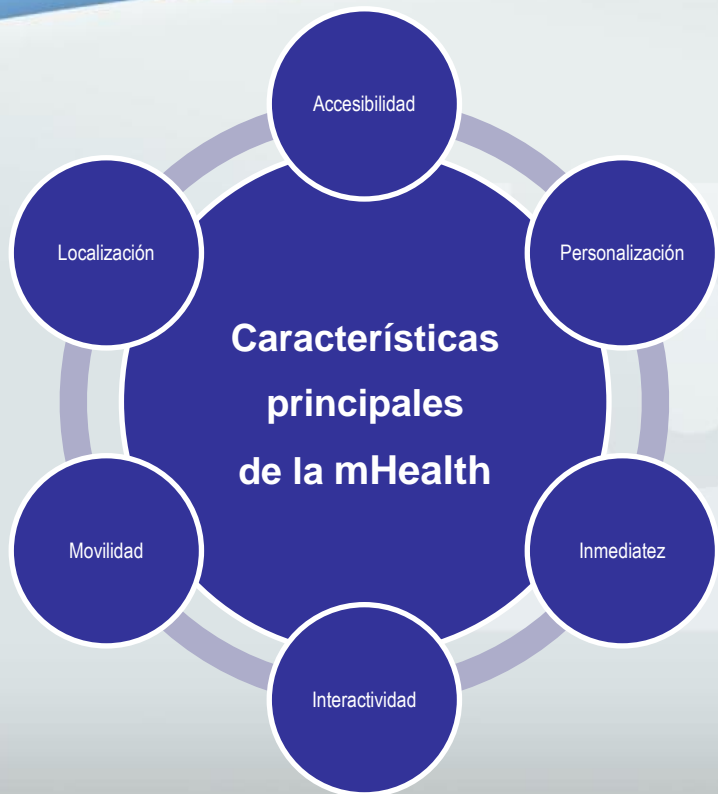 Accesibilidad
Personalización
Inmediatez
Interactividad
Movilidad
Localización
Características
principales
de la mHealth